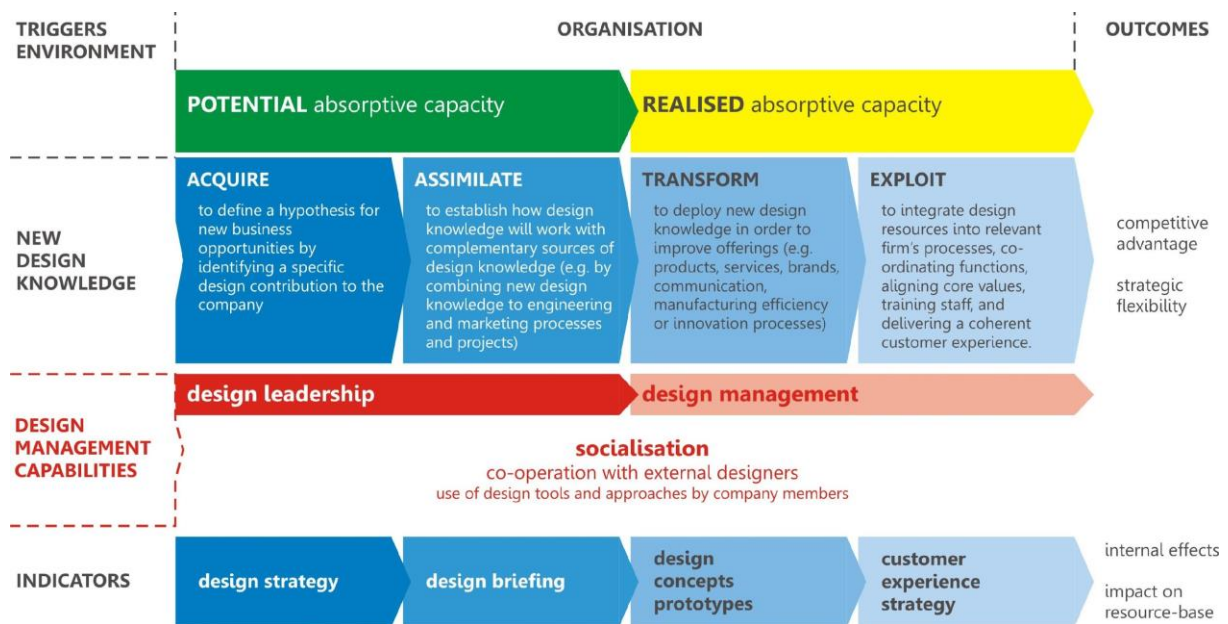 TRIGGERS
ENVIRONMENT
ORGANISATION
OUTCOMES
POTENTIAL absorptive capacity
REALISED absorptive capacity
NEW
DESIGN
KNOWLEDGE
ACQUIRE
to define a hypothesis for
new business
opportunities by
identifying a specific
design contribution to the
company
ASSIMILATE
to establish how design
knowledge will work with
complementary sources of
design knowledge (e.g. by
combining new design
knowledge to engineering
and marketing processes
and projects)
TRANSFORM
to deploy new design
knowledge in order to
improve offerings (e.g.
products, services, brands,
communication,
manufacturing efficiency
or innovation processes)
EXPLOIT
to integrate design
resources into relevant
firm's processes, co-
ordinating functions,
aligning core values,
training staff, and
delivering a coherent
customer experience.
competitive
advantage
strategic
flexibility
DESIGN
MANAGEMENT
CAPABILITIES
design leadership
design management
socialisation
co-operation with external designers
use of design tools and approaches by company members
INDICATORS
design strategy
design briefing
design
concepts
prototypes
customer
experience
strategy
internal effects
impact on
resource-base